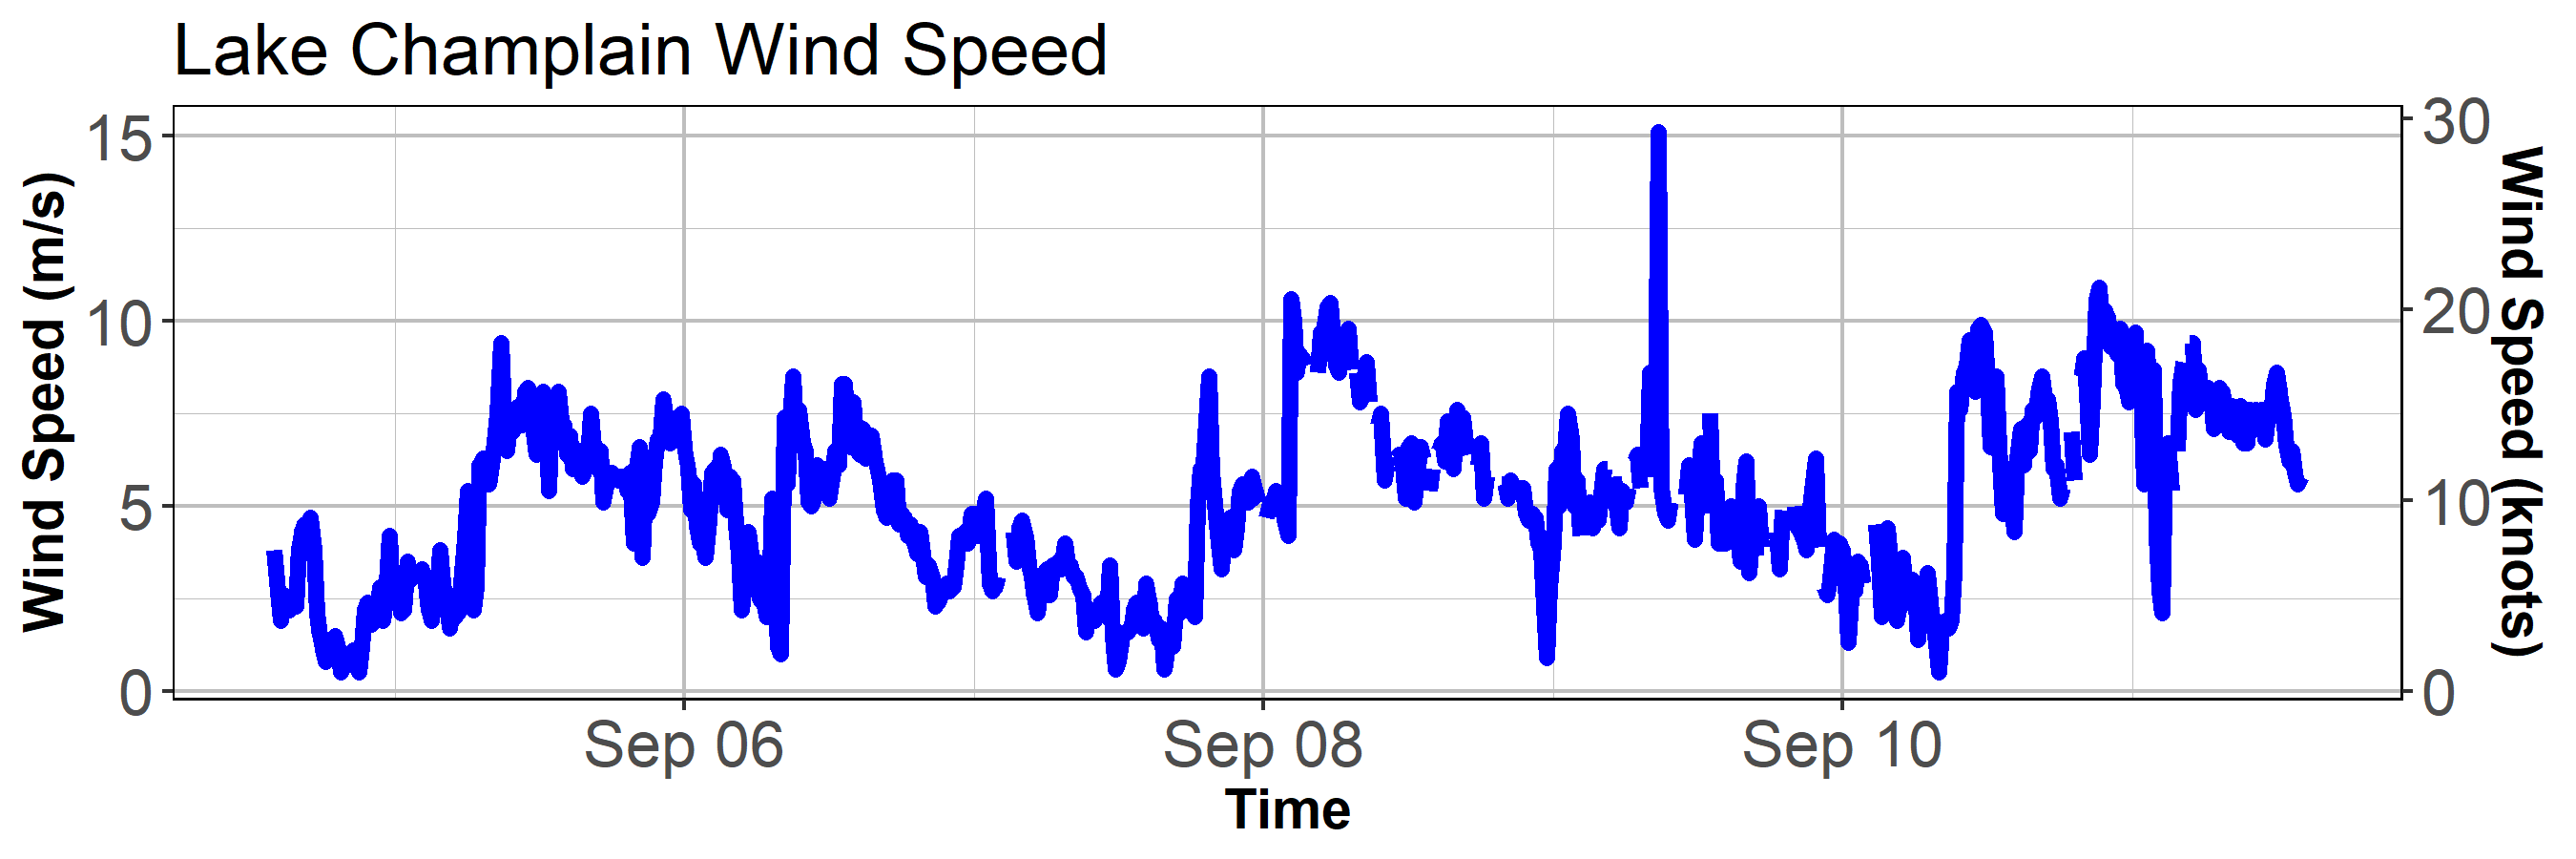 Lake Champlain Wind Speed
Wind Speed (m/s)
15
10
5
0
30
20
10
0
Wind Speed (knots)
Sep 06
Sep 08
Sep 10
Time